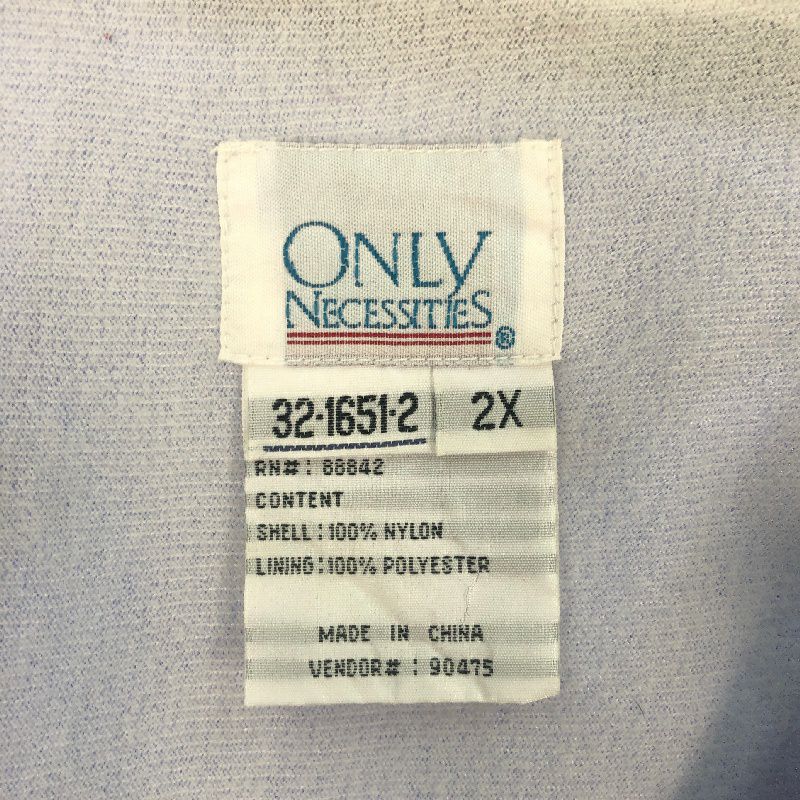 ONLY
NECESSITIES®
32-1651-2 2X
RN#: 88842
CONTENT
SHELL: 100% NYLON
LINING: 100% POLYESTER
MADE IN CHINA
VENDOR#: 90475